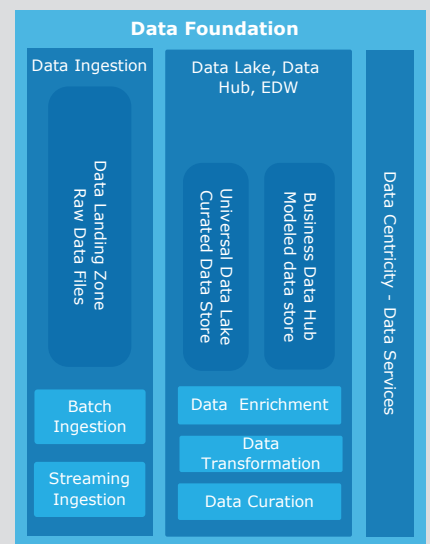 Data Foundation
Data Ingestion
Data Landing Zone
Raw Data Files
Batch
Ingestion
Streaming
Ingestion
Data Lake, Data
Hub, EDW
Universal Data Lake
Curated Data Store
Business Data Hub
Modeled data store
Data Enrichment
Data
Transformation
Data Curation
Data Centricity - Data Services